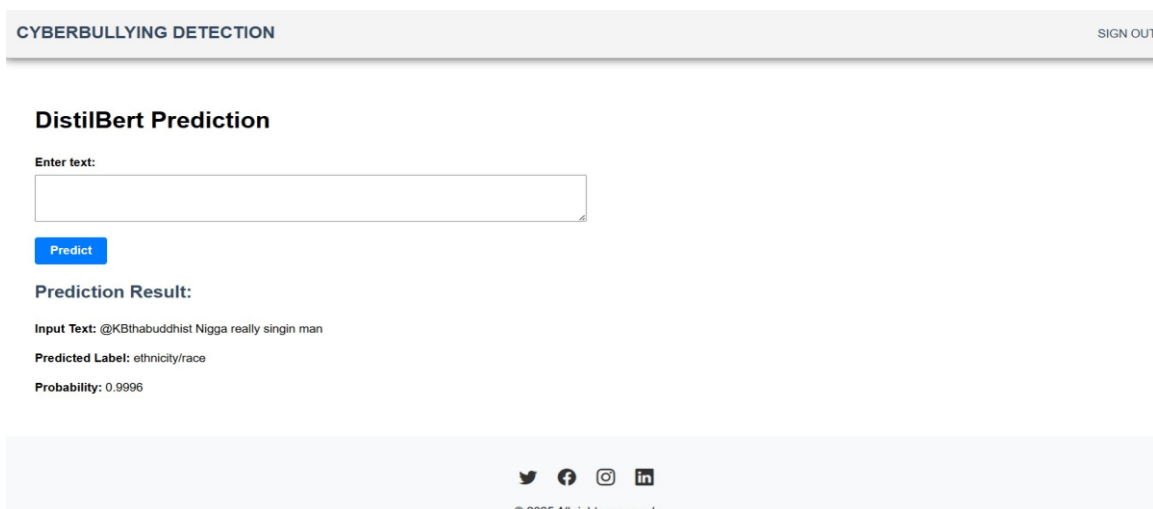 CYBERBULLYING DETECTION
SIGN OUT
DistilBert Prediction
Enter text:
Predict
Prediction Result:
Input Text: @KBthabuddhist Nigga really singin man
Predicted Label: ethnicity/race
Probability: 0.9996